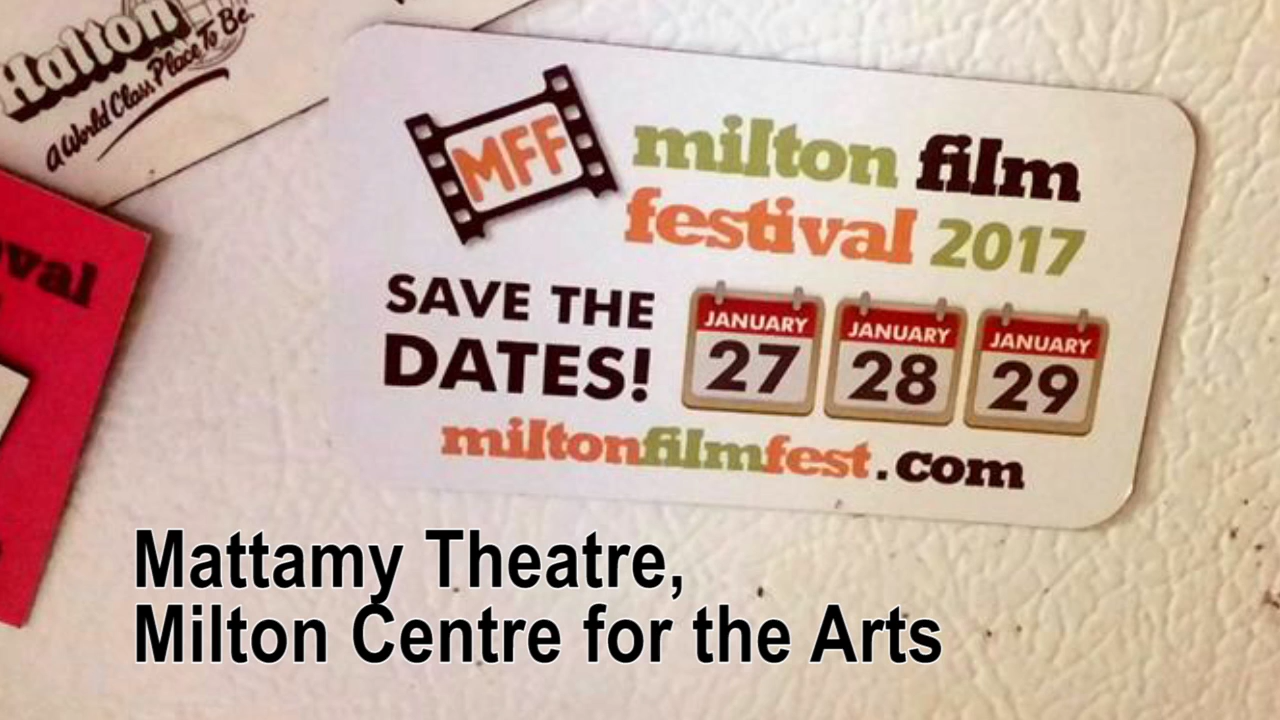 Halton
a World Class Place To Be.
MFF
milton film
festival 2017
SAVE THE
DATES!
JANUARY
27
JANUARY
28
JANUARY
29
miltonfilmfest.com
Mattamy Theatre,
Milton Centre for the Arts